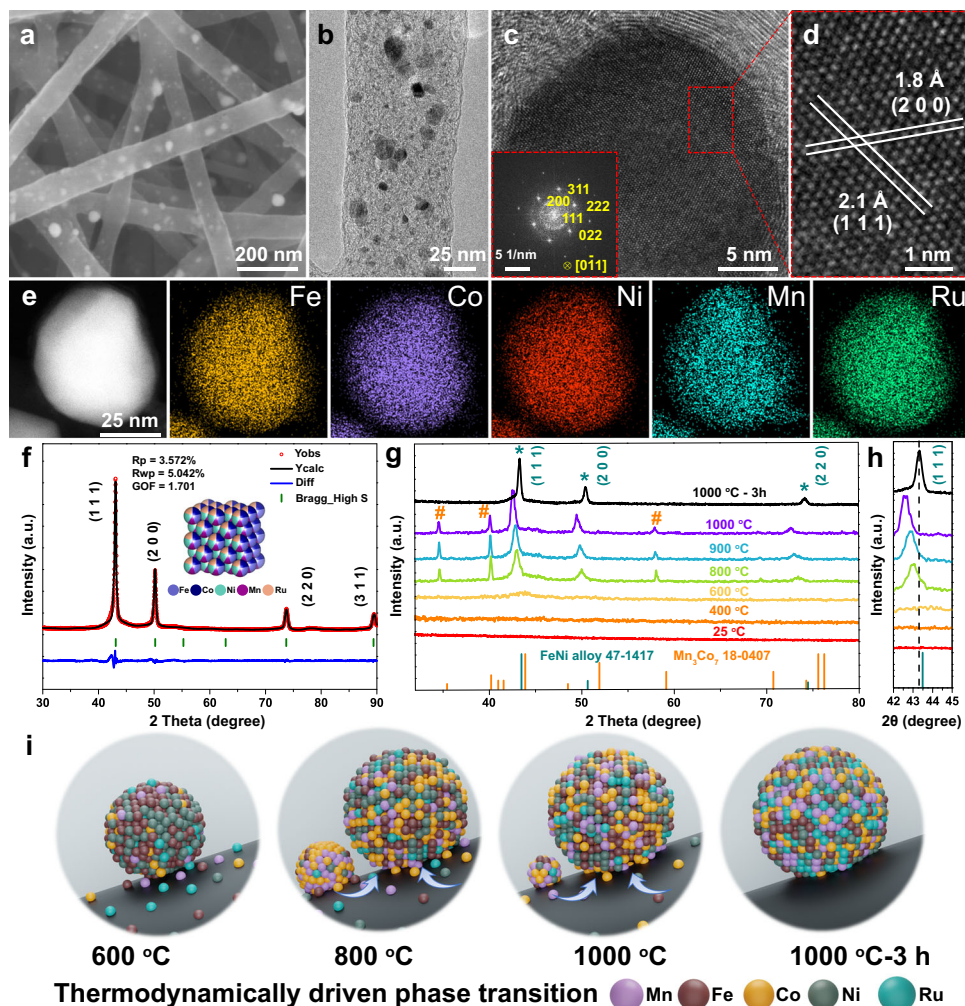 a
200 nm
b
25 nm
c
311
200
222
111
022
5 1/nm
⊗ [01̄1]
5 nm
d
1.8 Å
(2 0 0)
2.1 Å
(1 1 1)
1 nm
e
25 nm
Fe
Co
Ni
Mn
Ru
f
Rp = 3.572%
Rwp = 5.042%
GOF = 1.701
Yobs
Ycalc
Diff
Bragg_High S
(1 1 1)
(2 0 0)
(2 2 0)
(3 1 1)
Fe Co Ni Mn Ru
Intensity (a.u.)
30 40 50 60 70 80 90
2 Theta (degree)
g
* (1 1 1)
* (2 0 0)
* (2 2 0)
1000 °C - 3h
# # #
1000 °C
900 °C
800 °C
600 °C
400 °C
25 °C
FeNi alloy 47-1417
Mn3Co7 18-0407
Intensity (a.u.)
40 50 60 70 80
2 Theta (degree)
h
(1 1 1)
Intensity (a.u.)
42 43 44 45
2θ (degree)
i
600 °C
800 °C
1000 °C
1000 °C-3 h
Thermodynamically driven phase transition
Mn Fe Co Ni Ru